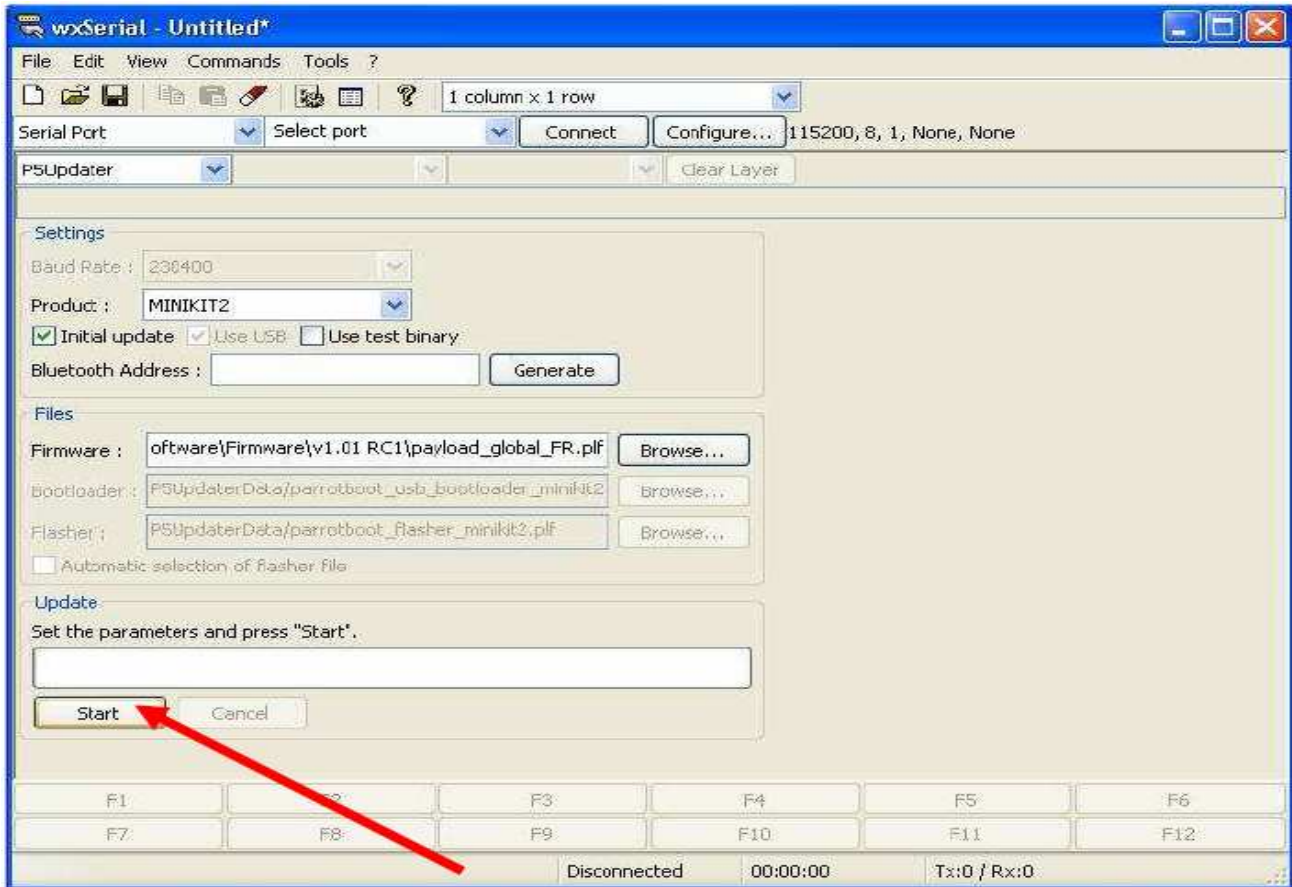 wxSerial - Untitled*
File Edit View Commands Tools ?
1 column x 1 row
Serial Port Select port Connect Configure... 115200, 8, 1, None, None
P5Updater Clear Layer
Settings
Baud Rate : 230400
Product : MINIKIT2
Initial update Use USB Use test binary
Bluetooth Address : Generate
Files
Firmware : oftware\Firmware\v1.01 RC1\payload_global_FR.plf Browse...
Bootloader : P5UpdaterData/parrotboot_usb_bootloader_minikit2 Browse...
Flasher : P5UpdaterData/parrotboot_flasher_minikit2.plf Browse...
Automatic selection of flasher file
Update
Set the parameters and press "Start".
Start Cancel
F1 F2 F3 F4 F5 F6
F7 F8 F9 F10 F11 F12
Disconnected 00:00:00 Tx:0 / Rx:0